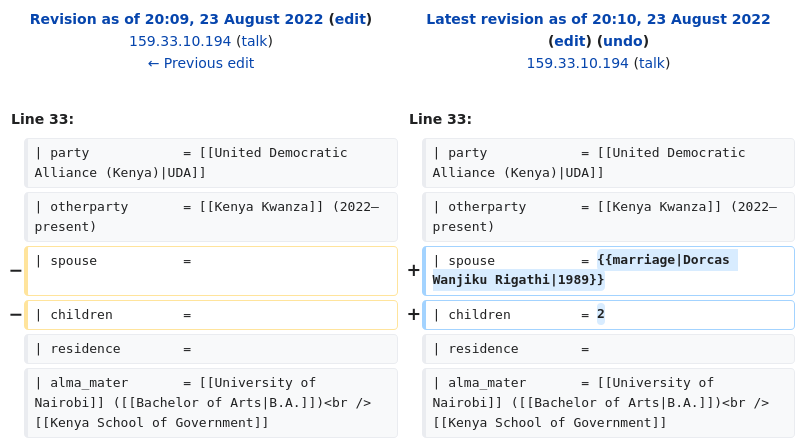 Revision as of 20:09, 23 August 2022 (edit)
159.33.10.194 (talk)
← Previous edit
Latest revision as of 20:10, 23 August 2022
(edit) (undo)
159.33.10.194 (talk)
Line 33:
Line 33:
| party            = [[United Democratic
Alliance (Kenya)|UDA]]
| party            = [[United Democratic
Alliance (Kenya)|UDA]]
| otherparty       = [[Kenya Kwanza]] (2022–
present)
| otherparty       = [[Kenya Kwanza]] (2022–
present)
− | spouse           =
+ | spouse           = {{marriage|Dorcas
Wanjiku Rigathi|1989}}
− | children         =
+ | children         = 2
| residence        =
| residence        =
| alma_mater       = [[University of
Nairobi]] ([[Bachelor of Arts|B.A.]])<br />
[[Kenya School of Government]]
| alma_mater       = [[University of
Nairobi]] ([[Bachelor of Arts|B.A.]])<br />
[[Kenya School of Government]]